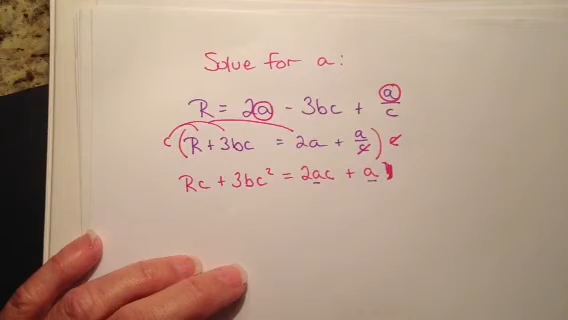 Solve for a:
R = 2a - 3bc + a/c
c(R + 3bc = 2a + a/c)c
Rc + 3bc² = 2ac + a